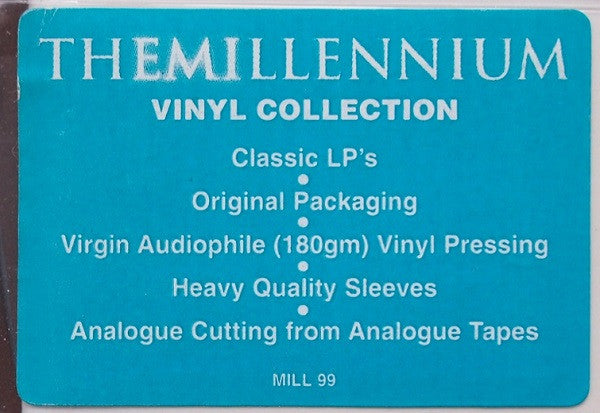 THEMILLENNIUM
VINYL COLLECTION
Classic LP's
•
Original Packaging
•
Virgin Audiophile (180gm) Vinyl Pressing
•
Heavy Quality Sleeves
•
Analogue Cutting from Analogue Tapes
MILL 99